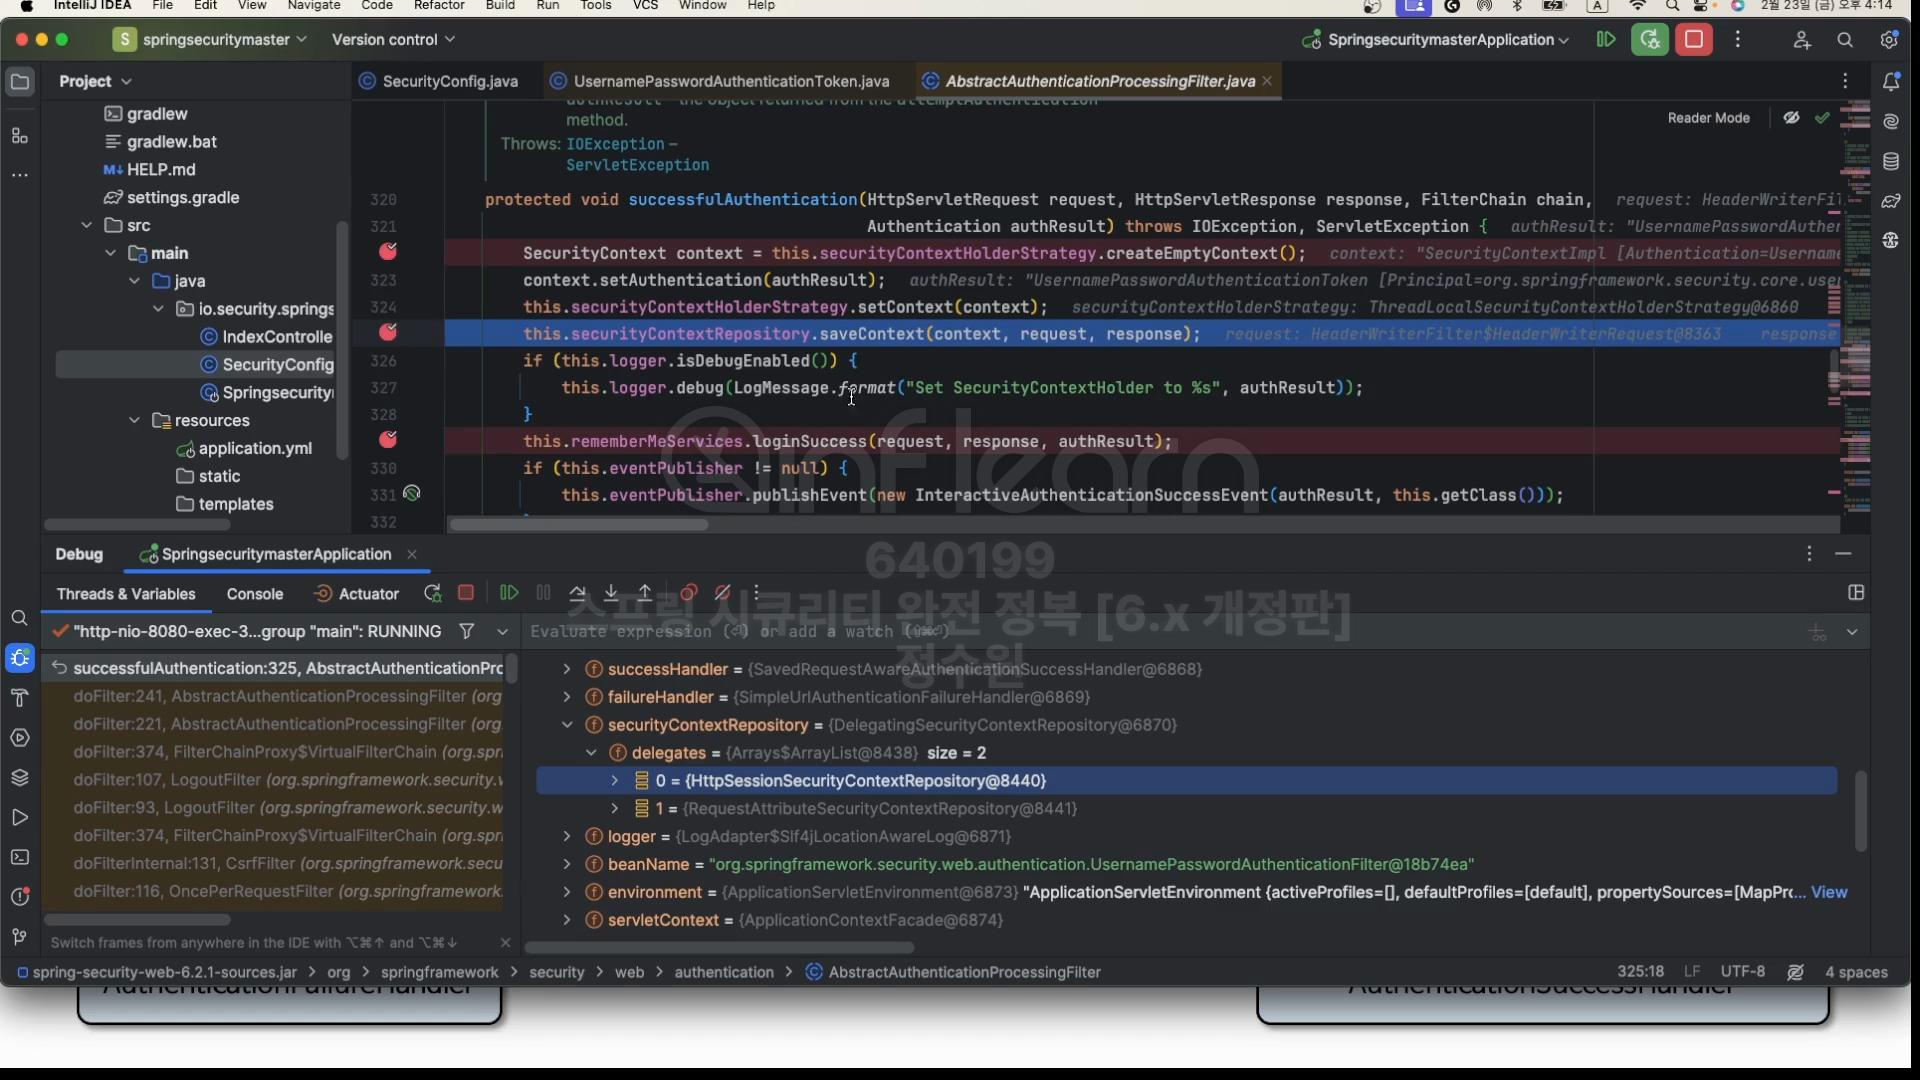 IntelliJ IDEA File Edit View Navigate Code Refactor Build Run Tools VCS Window Help A 2월 23일 (금) 오후 4:14
S springsecuritymaster Version control SpringsecuritymasterApplication
Project SecurityConfig.java UsernamePasswordAuthenticationToken.java AbstractAuthenticationProcessingFilter.java
Reader Mode
gradlew
gradlew.bat
M↓ HELP.md
settings.gradle
src
main
java
io.security.springs
IndexControlle
SecurityConfig
Springsecurity
resources
application.yml
static
templates
authResult – the object returned from the attemptAuthentication
method.
Throws: IOException –
ServletException
320 protected void successfulAuthentication(HttpServletRequest request, HttpServletResponse response, FilterChain chain, request: HeaderWriterFil
321 Authentication authResult) throws IOException, ServletException { authResult: "UsernamePasswordAuthen
SecurityContext context = this.securityContextHolderStrategy.createEmptyContext(); context: "SecurityContextImpl [Authentication=Username
323 context.setAuthentication(authResult); authResult: "UsernamePasswordAuthenticationToken [Principal=org.springframework.security.core.user
324 this.securityContextHolderStrategy.setContext(context); securityContextHolderStrategy: ThreadLocalSecurityContextHolderStrategy@6860
this.securityContextRepository.saveContext(context, request, response); request: HeaderWriterFilter$HeaderWriterRequest@8363 response
326 if (this.logger.isDebugEnabled()) {
327 this.logger.debug(LogMessage.format("Set SecurityContextHolder to %s", authResult));
328 }
this.rememberMeServices.loginSuccess(request, response, authResult);
330 if (this.eventPublisher != null) {
331 this.eventPublisher.publishEvent(new InteractiveAuthenticationSuccessEvent(authResult, this.getClass()));
332
inflearn
640199
스프링 시큐리티 완전 정복 [6.x 개정판]
정수원
Debug SpringsecuritymasterApplication
Threads & Variables Console Actuator
"http-nio-8080-exec-3...group "main": RUNNING
Evaluate expression (⏎) or add a watch (⇧⌘⏎)
successfulAuthentication:325, AbstractAuthenticationPro
doFilter:241, AbstractAuthenticationProcessingFilter (org
doFilter:221, AbstractAuthenticationProcessingFilter (org
doFilter:374, FilterChainProxy$VirtualFilterChain (org.spri
doFilter:107, LogoutFilter (org.springframework.security.w
doFilter:93, LogoutFilter (org.springframework.security.w
doFilter:374, FilterChainProxy$VirtualFilterChain (org.spri
doFilterInternal:131, CsrfFilter (org.springframework.secu
doFilter:116, OncePerRequestFilter (org.springframework.
Switch frames from anywhere in the IDE with ⌥⌘↑ and ⌥⌘↓
successHandler = {SavedRequestAwareAuthenticationSuccessHandler@6868}
failureHandler = {SimpleUrlAuthenticationFailureHandler@6869}
securityContextRepository = {DelegatingSecurityContextRepository@6870}
delegates = {Arrays$ArrayList@8438} size = 2
0 = {HttpSessionSecurityContextRepository@8440}
1 = {RequestAttributeSecurityContextRepository@8441}
logger = {LogAdapter$Slf4jLocationAwareLog@6871}
beanName = "org.springframework.security.web.authentication.UsernamePasswordAuthenticationFilter@18b74ea"
environment = {ApplicationServletEnvironment@6873} "ApplicationServletEnvironment {activeProfiles=[], defaultProfiles=[default], propertySources=[MapPrc... View
servletContext = {ApplicationContextFacade@6874}
spring-security-web-6.2.1-sources.jar > org > springframework > security > web > authentication > AbstractAuthenticationProcessingFilter 325:18 LF UTF-8 4 spaces
AuthenticationFailureHandler AuthenticationSuccessHandler